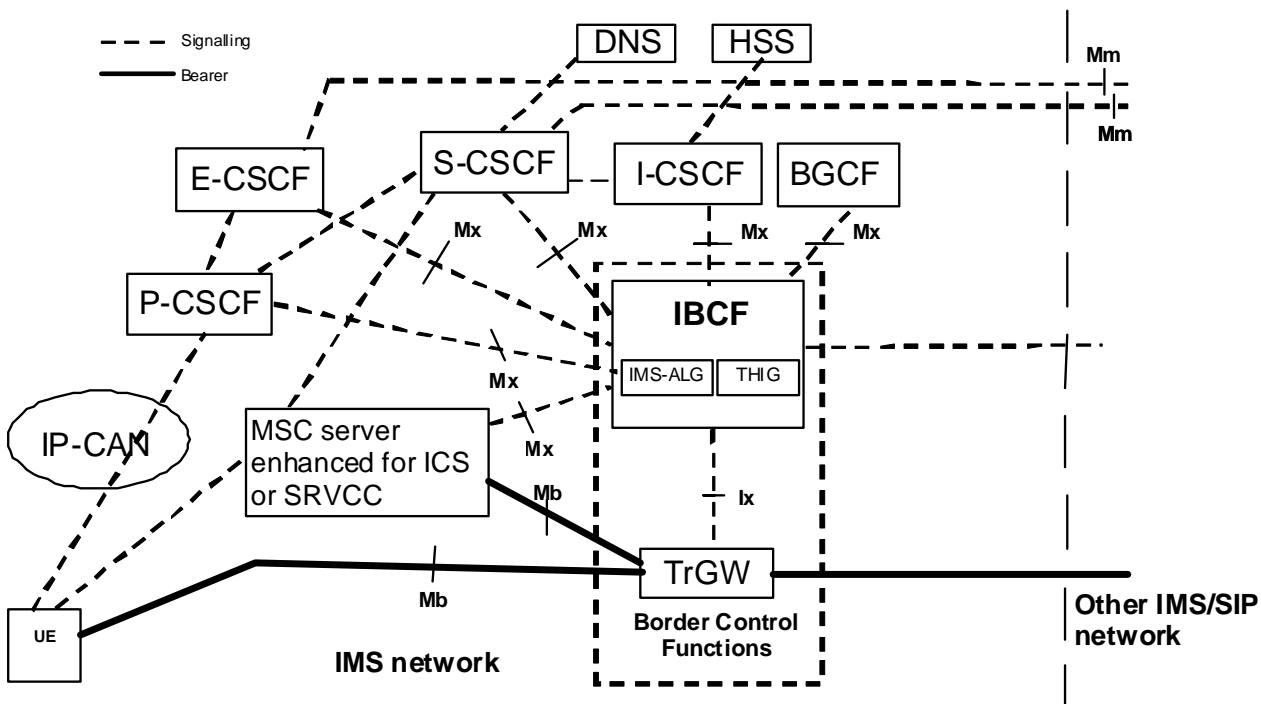 Signalling
Bearer
DNS
HSS
Mm
Mm
E-CSCF
S-CSCF
I-CSCF
BGCF
Mx
Mx
Mx
Mx
P-CSCF
IBCF
IMS-ALG
THIG
Mx
IP-CAN
MSC server
enhanced for ICS
or SRVCC
Mx
Mb
Ix
TrGW
Mb
UE
Border Control
Functions
IMS network
Other IMS/SIP
network